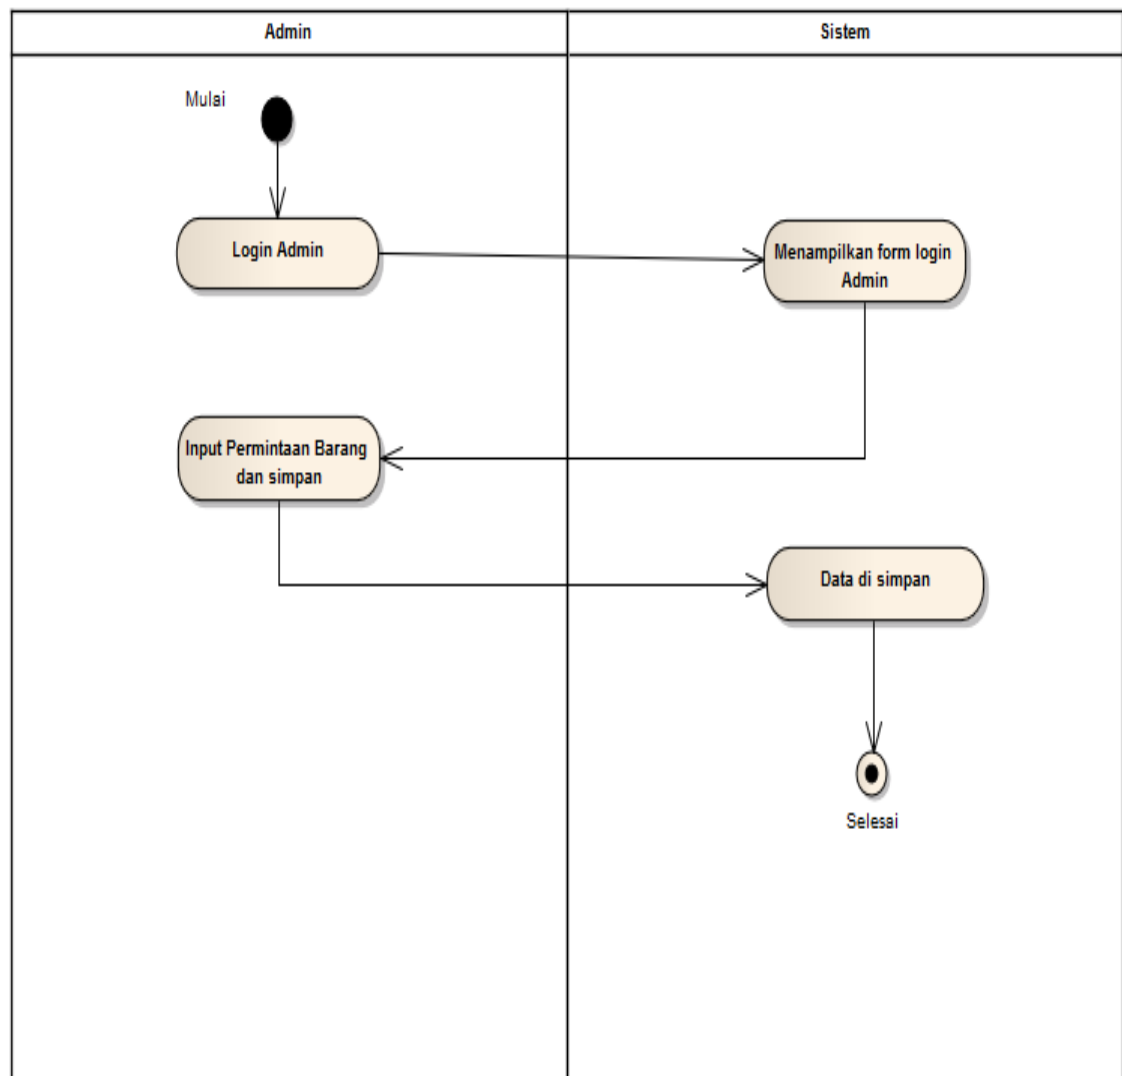 Admin
Sistem
Mulai
Login Admin
Menampilkan form login
Admin
Input Permintaan Barang
dan simpan
Data di simpan
Selesai